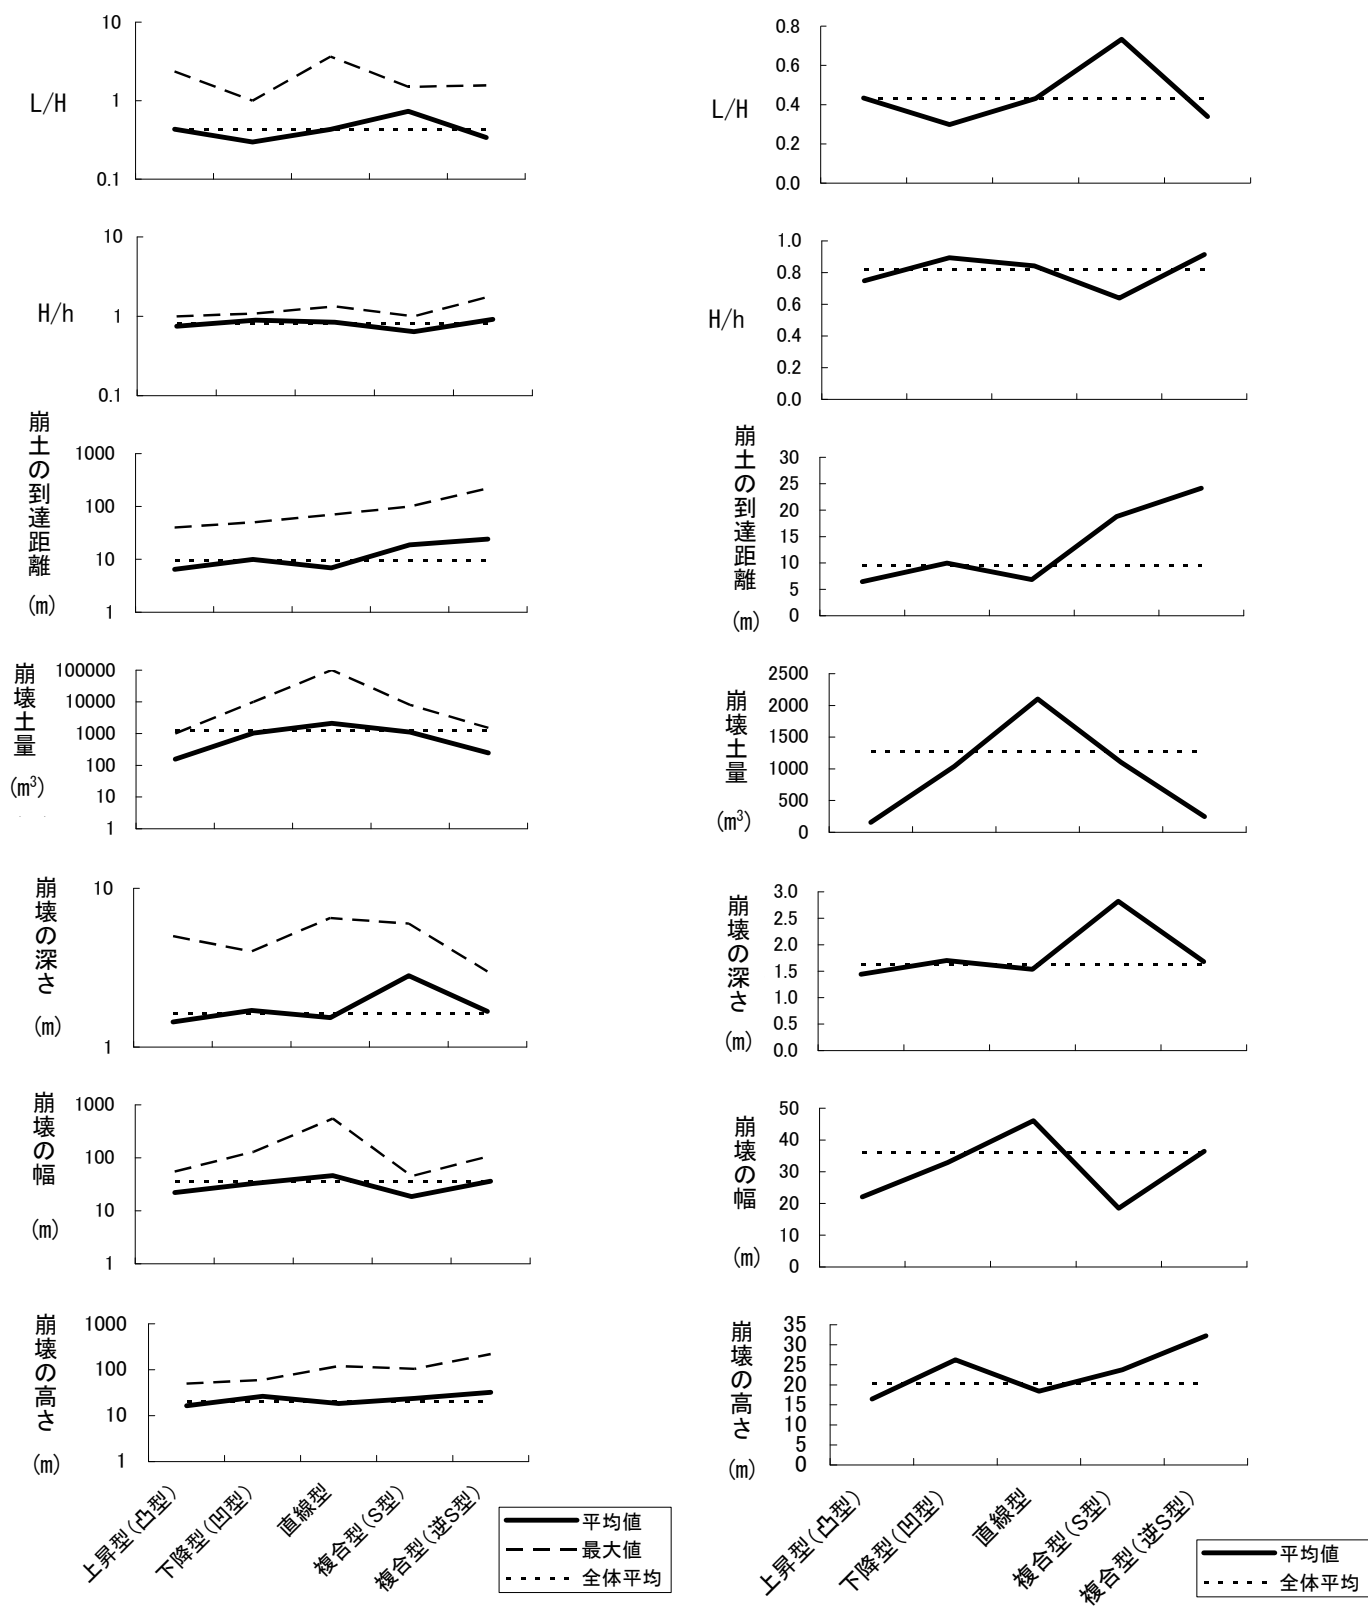 L/H
10
1
0.1
L/H
0.8
0.6
0.4
0.2
0.0
H/h
10
1
0.1
H/h
1.0
0.8
0.6
0.4
0.2
0.0
崩土の到達距離
(m)
1000
100
10
1
崩土の到達距離
(m)
30
25
20
15
10
5
0
崩壊土量
(m³)
100000
10000
1000
100
10
1
崩壊土量
(m³)
2500
2000
1500
1000
500
0
崩壊の深さ
(m)
10
1
崩壊の深さ
(m)
3.0
2.5
2.0
1.5
1.0
0.5
0.0
崩壊の幅
(m)
1000
100
10
1
崩壊の幅
(m)
50
40
30
20
10
0
崩壊の高さ
(m)
1000
100
10
1
崩壊の高さ
(m)
35
30
25
20
15
10
5
0
上昇型(凸型)
下降型(凹型)
直線型
複合型(S型)
複合型(逆S型)
平均値
最大値
全体平均
上昇型(凸型)
下降型(凹型)
直線型
複合型(S型)
複合型(逆S型)
平均値
全体平均